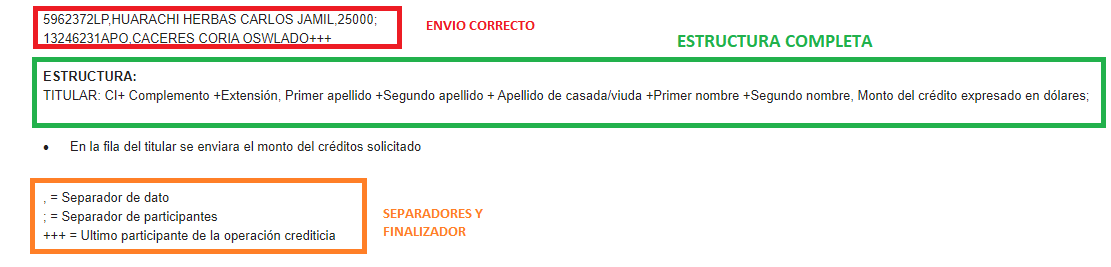 5962372LP,HUARACHI HERBAS CARLOS JAMIL,25000;
13246231APO,CACERES CORIA OSWLADO+++
ENVIO CORRECTO
ESTRUCTURA COMPLETA
ESTRUCTURA:
TITULAR: CI+ Complemento +Extensión, Primer apellido +Segundo apellido + Apellido de casada/viuda +Primer nombre +Segundo nombre, Monto del crédito expresado en dólares;
• En la fila del titular se enviara el monto del créditos solicitado
, = Separador de dato
; = Separador de participantes
+++ = Ultimo participante de la operación crediticia
SEPARADORES Y
FINALIZADOR